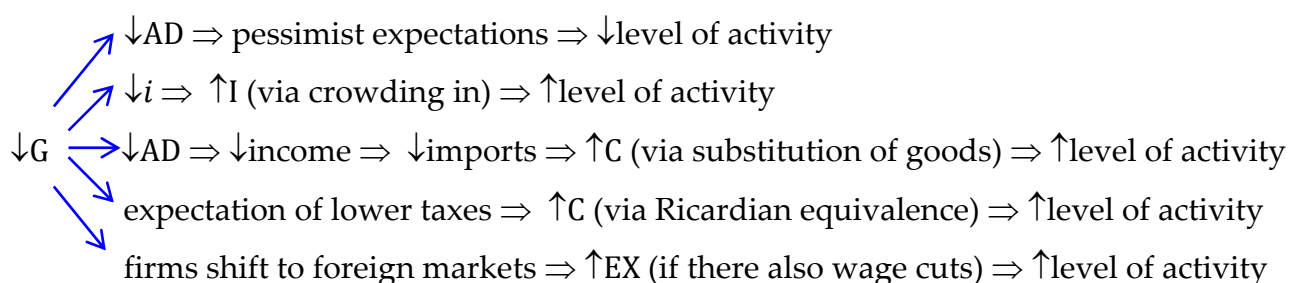 ↓AD ⇒ pessimist expectations ⇒ ↓level of activity
↓i ⇒ ↑I (via crowding in) ⇒ ↑level of activity
↓G ↓AD ⇒ ↓income ⇒ ↓imports ⇒ ↑C (via substitution of goods) ⇒ ↑level of activity
expectation of lower taxes ⇒ ↑C (via Ricardian equivalence) ⇒ ↑level of activity
firms shift to foreign markets ⇒ ↑EX (if there also wage cuts) ⇒ ↑level of activity